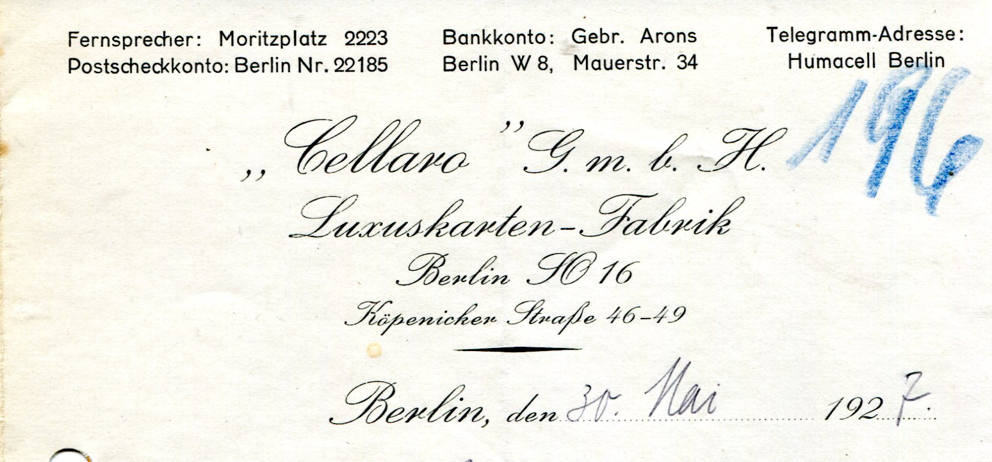 Fernsprecher: Moritzplatz 2223 Bankkonto: Gebr. Arons Telegramm-Adresse:
Postscheckkonto: Berlin Nr. 22185 Berlin W 8, Mauerstr. 34 Humacell Berlin
196
„Cellaro” G. m. b. H.
Luxuskarten-Fabrik
Berlin SO 16
Köpenicker Straße 46-49
Berlin, den 30. Mai 1927.